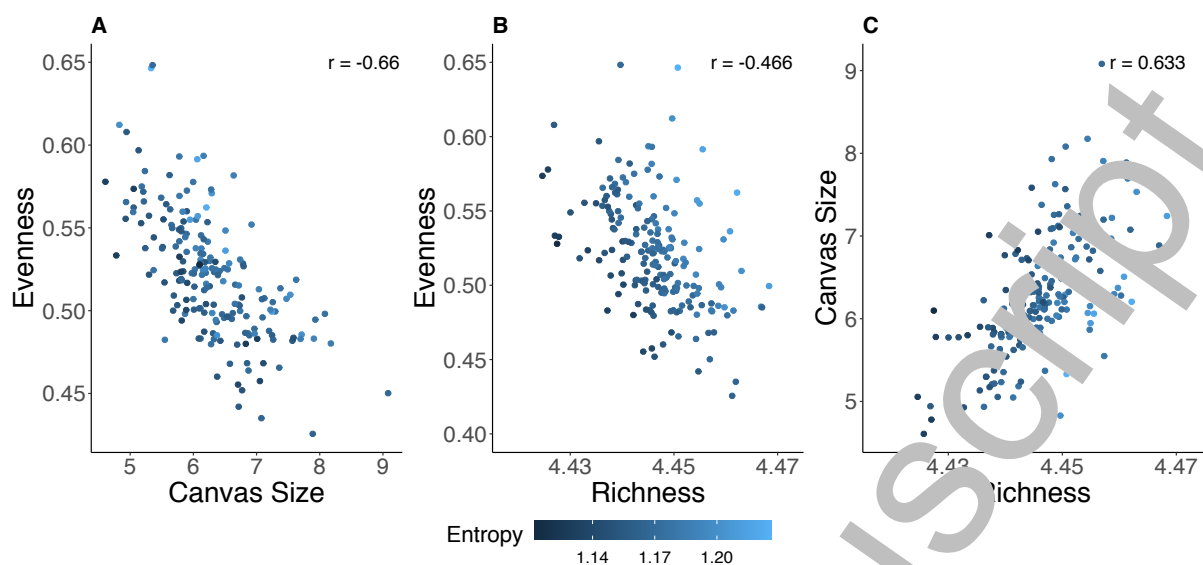 A
B
C
r = -0.66
r = -0.466
r = 0.633
Evenness
0.65
0.60
0.55
0.50
0.45
5 6 7 8 9
Canvas Size
Evenness
0.65
0.60
0.55
0.50
0.45
0.40
4.43 4.45 4.47
Richness
Canvas Size
9
8
7
6
5
4.43 4.45 4.47
Richness
Entropy
1.14 1.17 1.20
uscript